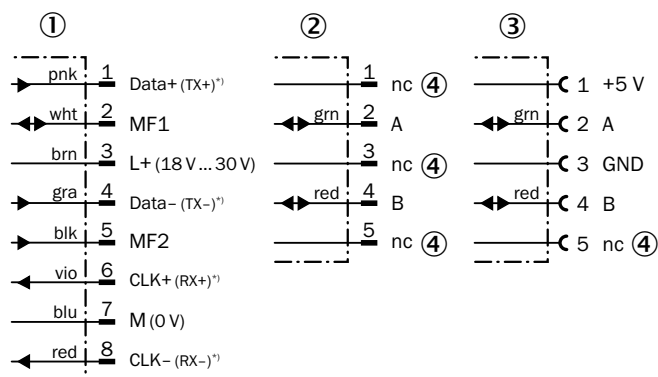 ① ② ③
pnk 1 Data+ (TX+)*)
wht 2 MF1
brn 3 L+ (18 V ... 30 V)
gra 4 Data– (TX–)*)
blk 5 MF2
vio 6 CLK+ (RX+)*)
blu 7 M (0 V)
red 8 CLK– (RX–)*)
1 nc ④
grn 2 A
3 nc ④
red 4 B
5 nc ④
1 +5 V
grn 2 A
3 GND
red 4 B
5 nc ④